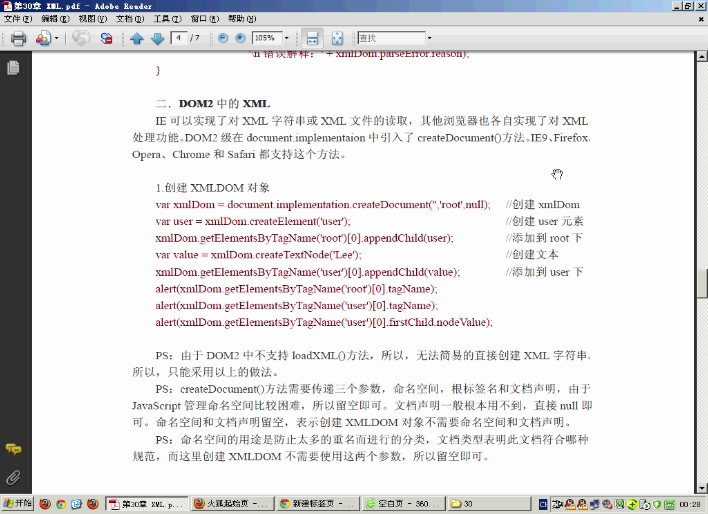 第30章 XML.pdf - Adobe Reader
文件(F) 编辑(E) 视图(V) 文档(D) 工具(T) 窗口(W) 帮助(H)
4 / 7 105% 查找
"\n 错误解释：" + xmlDom.parseError.reason);
}
二．DOM2 中的 XML
IE 可以实现了对 XML 字符串或 XML 文件的读取，其他浏览器也各自实现了对 XML
处理功能。DOM2 级在 document.implementaion 中引入了 createDocument()方法。IE9、Firefox、
Opera、Chrome 和 Safari 都支持这个方法。
1.创建 XMLDOM 对象
var xmlDom = document.implementation.createDocument('','root',null); //创建 xmlDom
var user = xmlDom.createElement('user'); //创建 user 元素
xmlDom.getElementsByTagName('root')[0].appendChild(user); //添加到 root 下
var value = xmlDom.createTextNode('Lee'); //创建文本
xmlDom.getElementsByTagName('user')[0].appendChild(value); //添加到 user 下
alert(xmlDom.getElementsByTagName('root')[0].tagName);
alert(xmlDom.getElementsByTagName('user')[0].tagName);
alert(xmlDom.getElementsByTagName('user')[0].firstChild.nodeValue);
PS：由于 DOM2 中不支持 loadXML()方法，所以，无法简易的直接创建 XML 字符串。
所以，只能采用以上的做法。
PS：createDocument()方法需要传递三个参数，命名空间，根标签名和文档声明，由于
JavaScript 管理命名空间比较困难，所以留空即可。文档声明一般根本用不到，直接 null 即
可。命名空间和文档声明留空，表示创建 XMLDOM 对象不需要命名空间和文档声明。
PS：命名空间的用途是防止太多的重名而进行的分类，文档类型表明此文档符合哪种
规范，而这里创建 XMLDOM 不需要使用这两个参数，所以留空即可。
开始 第30章 XML.p... 火狐起始页 - ... 新建标签页 - ... 空白页 - 360... 30 00:28